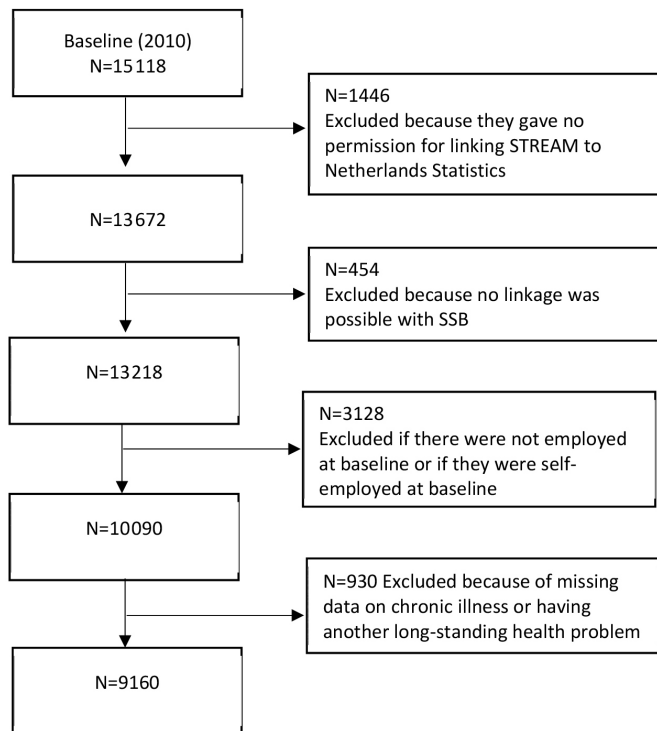 Baseline (2010)
N=15118
N=1446
Excluded because they gave no
permission for linking STREAM to
Netherlands Statistics
N=13672
N=454
Excluded because no linkage was
possible with SSB
N=13218
N=3128
Excluded if there were not employed
at baseline or if they were self-
employed at baseline
N=10090
N=930 Excluded because of missing
data on chronic illness or having
another long-standing health problem
N=9160